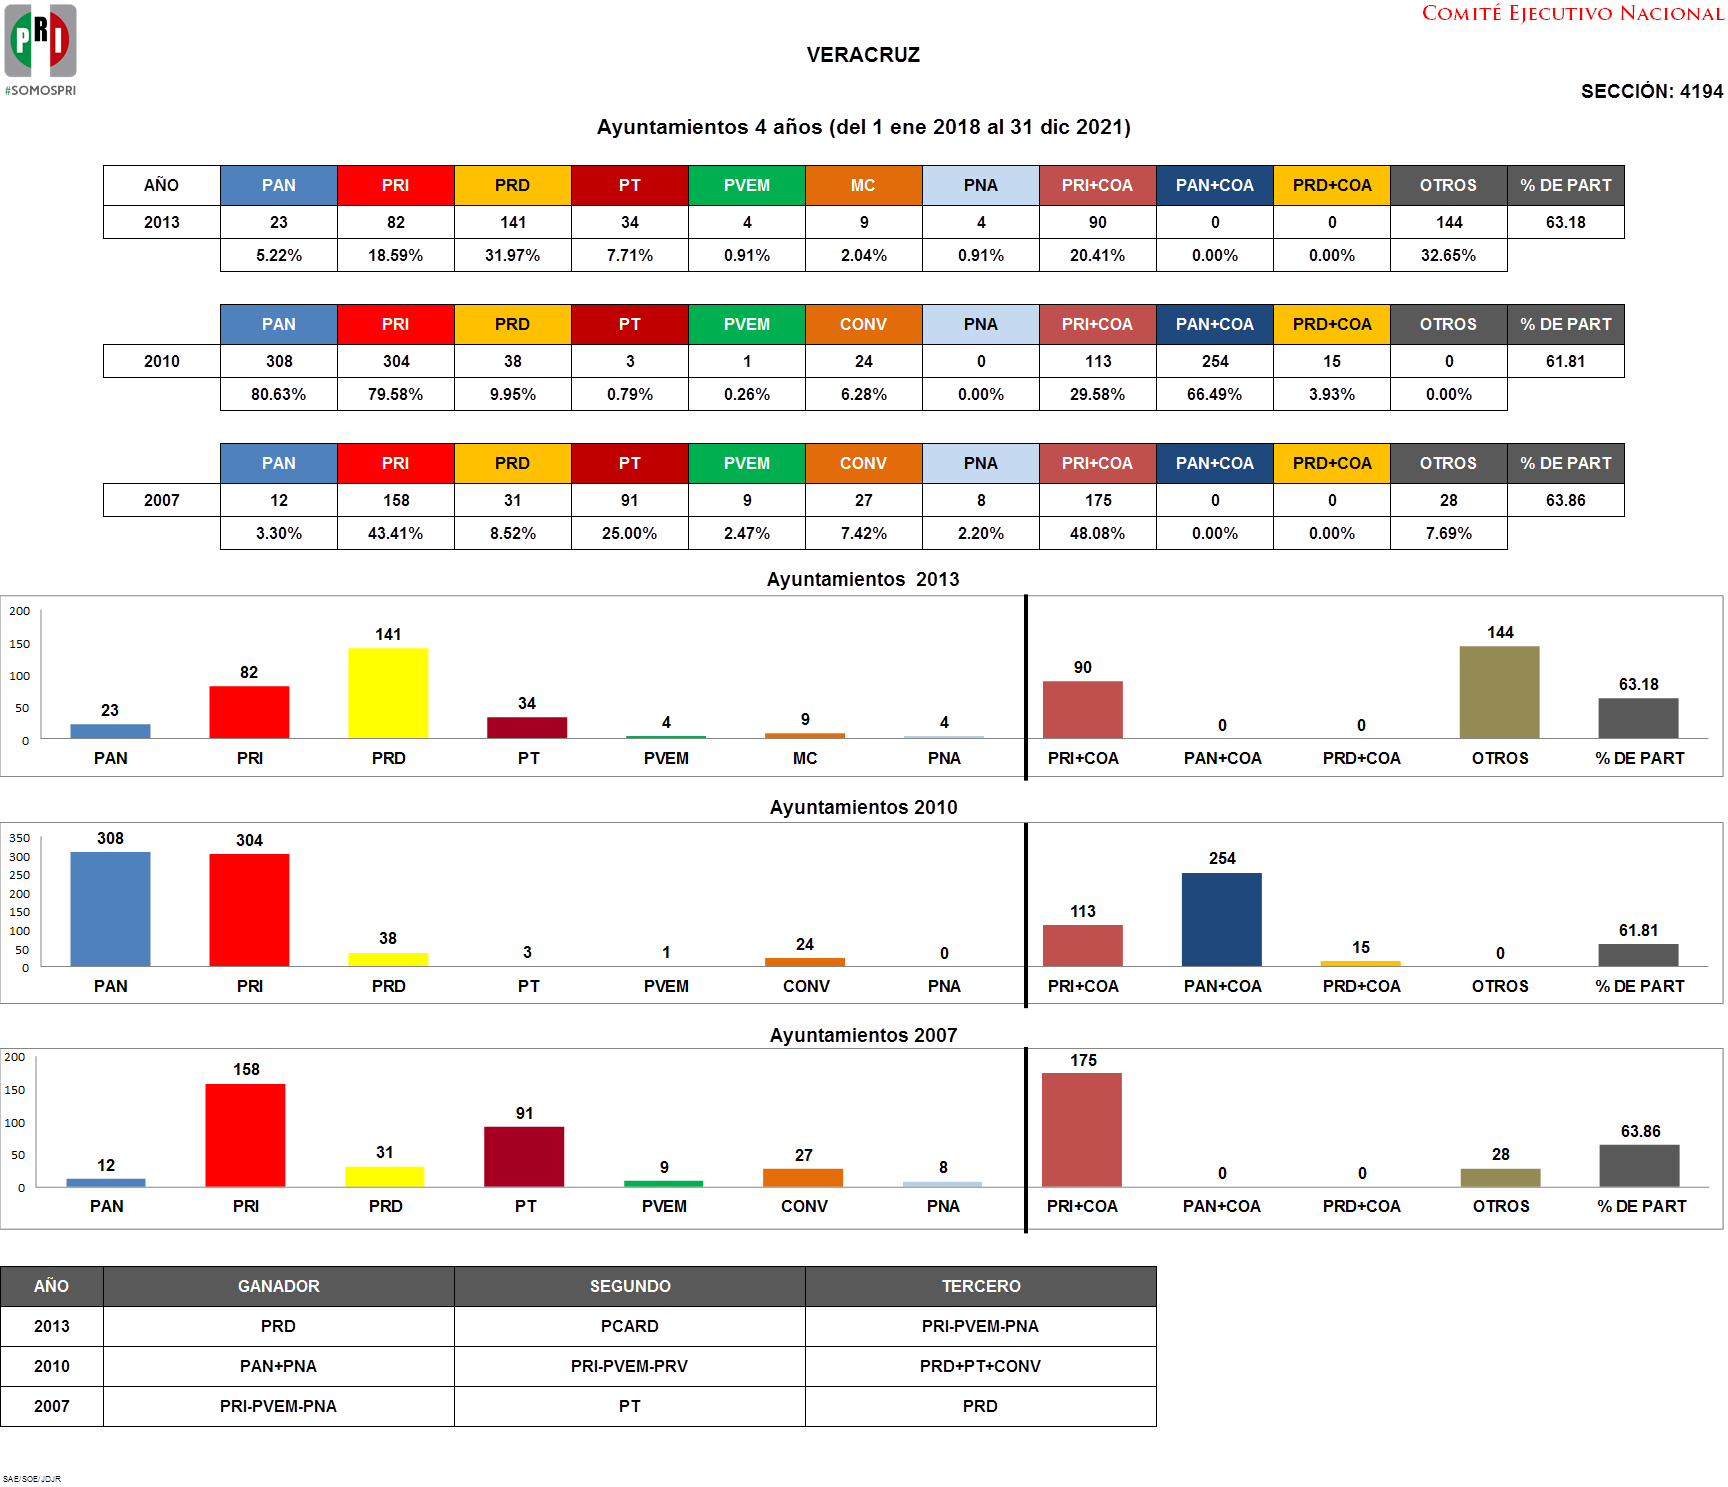 COMITÉ EJECUTIVO NACIONAL
PRI
#SOMOSPRI
VERACRUZ
SECCIÓN: 4194
Ayuntamientos 4 años (del 1 ene 2018 al 31 dic 2021)
AÑO PAN PRI PRD PT PVEM MC PNA PRI+COA PAN+COA PRD+COA OTROS % DE PART
2013 23 82 141 34 4 9 4 90 0 0 144 63.18
5.22% 18.59% 31.97% 7.71% 0.91% 2.04% 0.91% 20.41% 0.00% 0.00% 32.65%
PAN PRI PRD PT PVEM CONV PNA PRI+COA PAN+COA PRD+COA OTROS % DE PART
2010 308 304 38 3 1 24 0 113 254 15 0 61.81
80.63% 79.58% 9.95% 0.79% 0.26% 6.28% 0.00% 29.58% 66.49% 3.93% 0.00%
PAN PRI PRD PT PVEM CONV PNA PRI+COA PAN+COA PRD+COA OTROS % DE PART
2007 12 158 31 91 9 27 8 175 0 0 28 63.86
3.30% 43.41% 8.52% 25.00% 2.47% 7.42% 2.20% 48.08% 0.00% 0.00% 7.69%
Ayuntamientos 2013
200
150
100
50
0
23 82 141 34 4 9 4 90 0 0 144 63.18
PAN PRI PRD PT PVEM MC PNA PRI+COA PAN+COA PRD+COA OTROS % DE PART
Ayuntamientos 2010
350
300
250
200
150
100
50
0
308 304 38 3 1 24 0 113 254 15 0 61.81
PAN PRI PRD PT PVEM CONV PNA PRI+COA PAN+COA PRD+COA OTROS % DE PART
Ayuntamientos 2007
200
150
100
50
0
12 158 31 91 9 27 8 175 0 0 28 63.86
PAN PRI PRD PT PVEM CONV PNA PRI+COA PAN+COA PRD+COA OTROS % DE PART
AÑO GANADOR SEGUNDO TERCERO
2013 PRD PCARD PRI-PVEM-PNA
2010 PAN+PNA PRI-PVEM-PRV PRD+PT+CONV
2007 PRI-PVEM-PNA PT PRD
SAE/SOE/JDJR